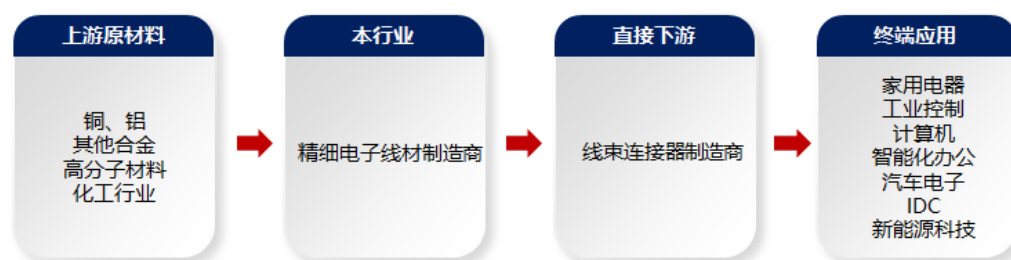 上游原材料
铜、铝
其他合金
高分子材料
化工行业
本行业
精细电子线材制造商
直接下游
线束连接器制造商
终端应用
家用电器
工业控制
计算机
智能化办公
汽车电子
IDC
新能源科技